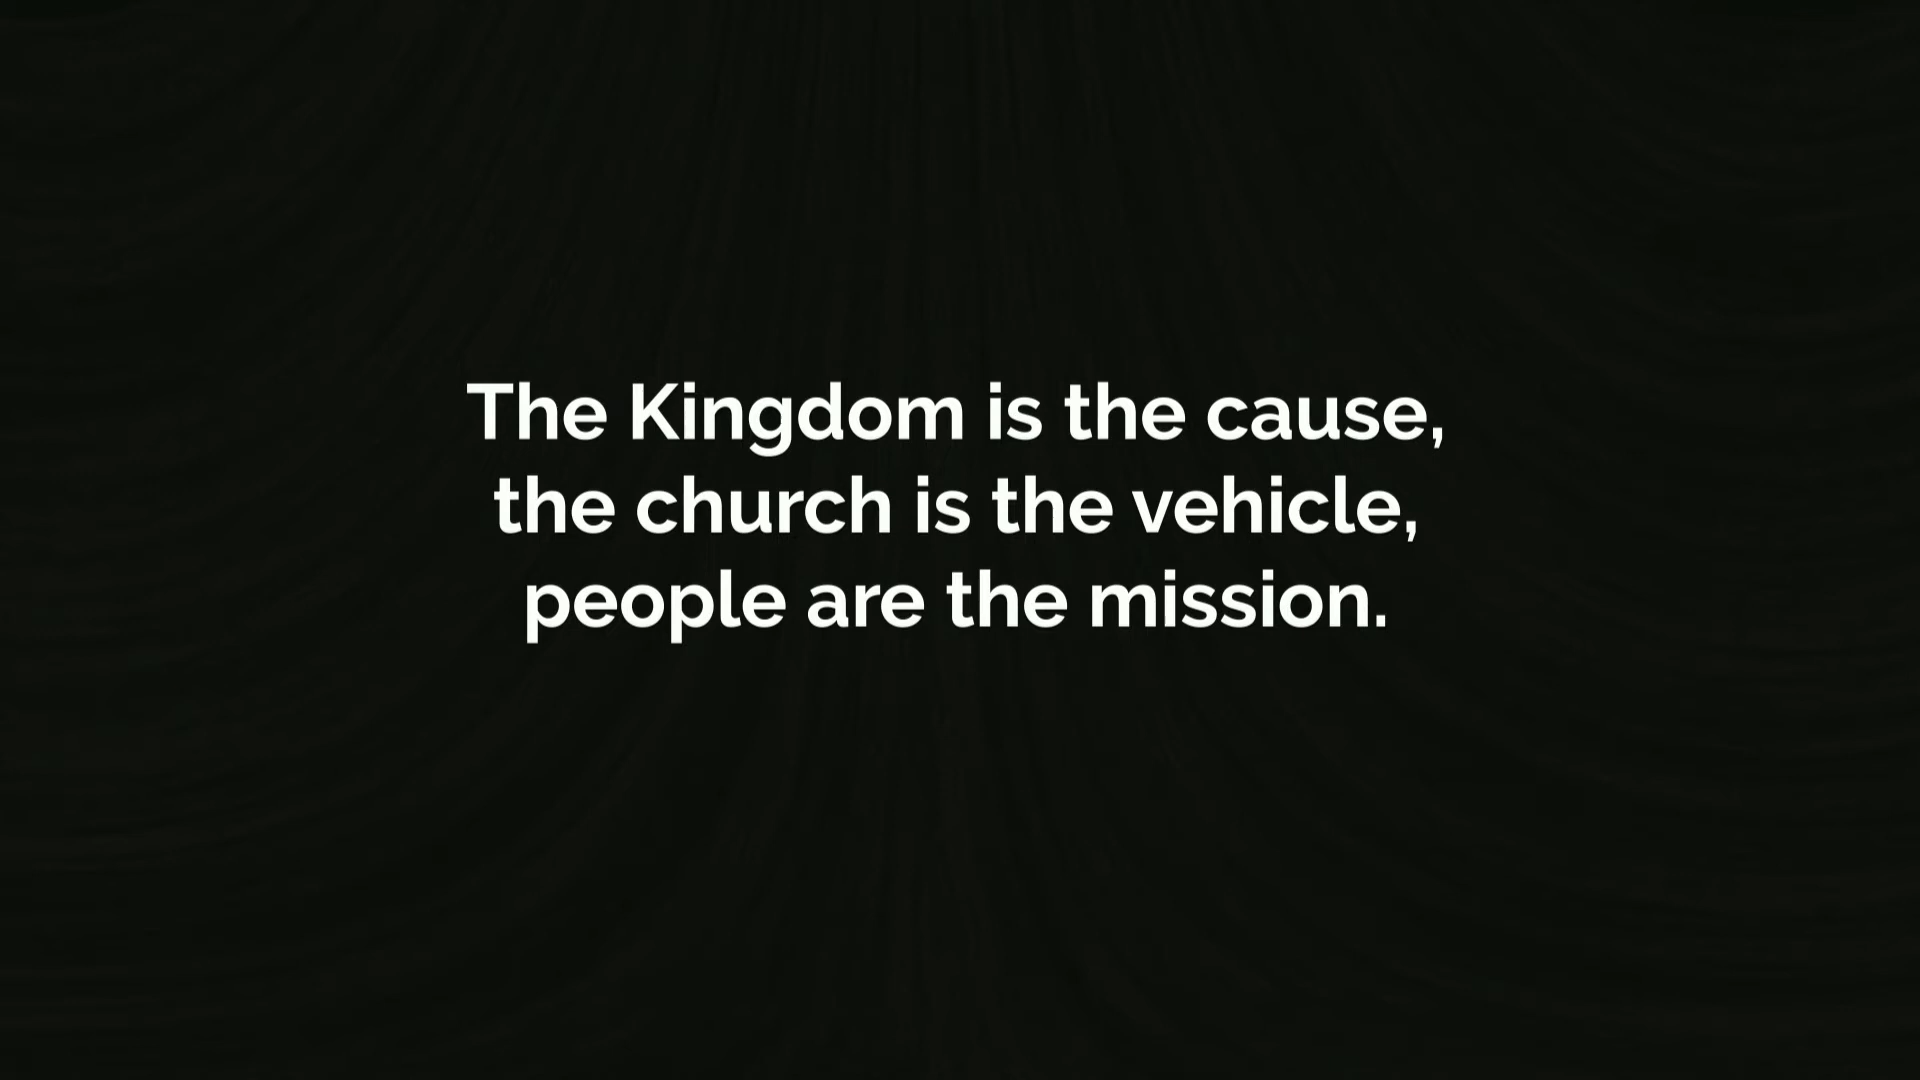 The Kingdom is the cause,
the church is the vehicle,
people are the mission.